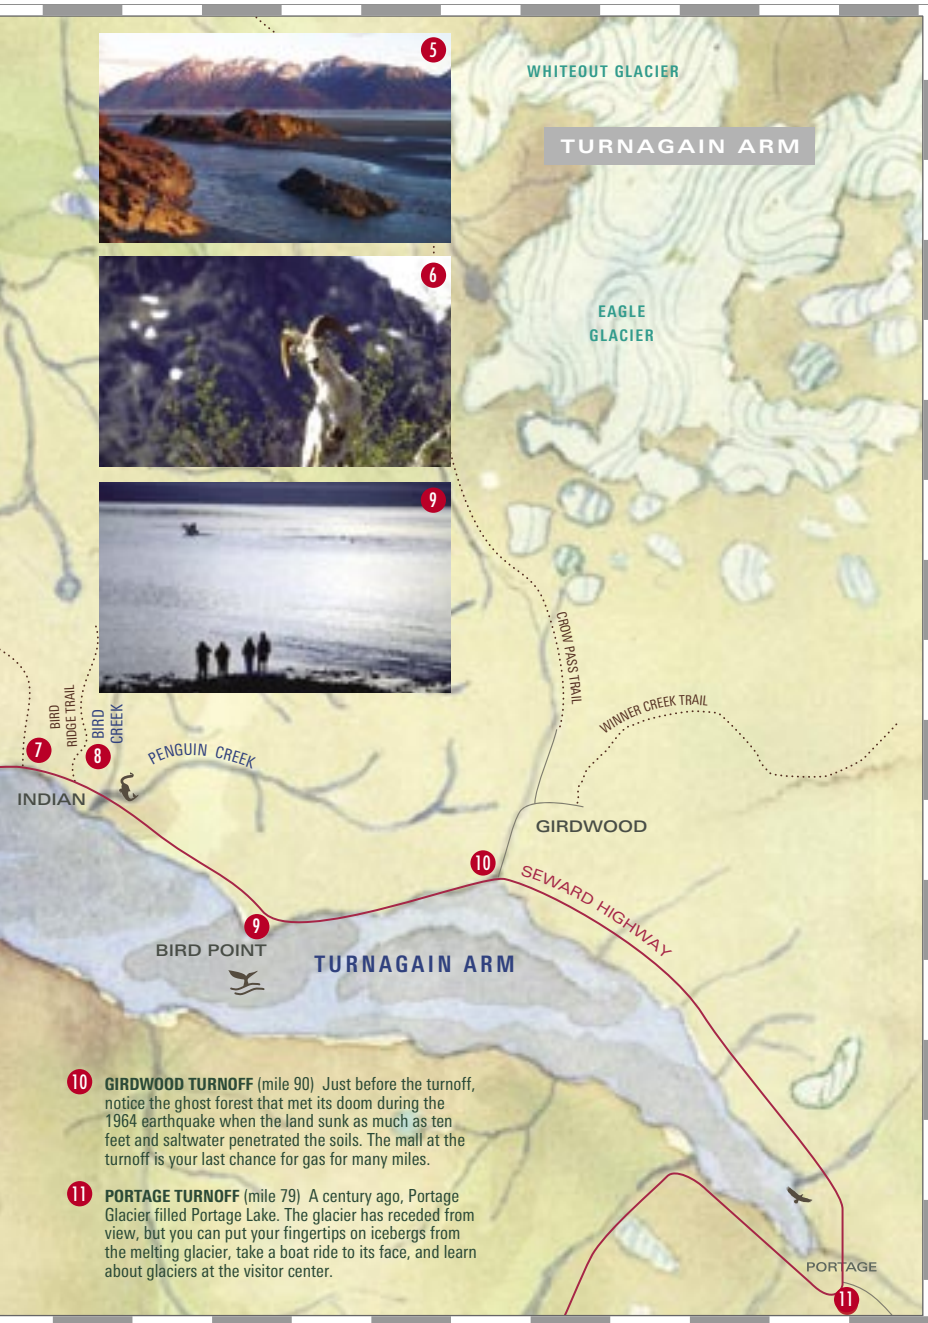 5
WHITEOUT GLACIER
TURNAGAIN ARM
6
EAGLE
GLACIER
9
CROW PASS TRAIL
WINNER CREEK TRAIL
BIRD
RIDGE TRAIL
BIRD
CREEK
7
8
PENGUIN CREEK
INDIAN
GIRDWOOD
10
SEWARD HIGHWAY
9
BIRD POINT
TURNAGAIN ARM
10 GIRDWOOD TURNOFF (mile 90) Just before the turnoff,
notice the ghost forest that met its doom during the
1964 earthquake when the land sunk as much as ten
feet and saltwater penetrated the soils. The mall at the
turnoff is your last chance for gas for many miles.
11 PORTAGE TURNOFF (mile 79) A century ago, Portage
Glacier filled Portage Lake. The glacier has receded from
view, but you can put your fingertips on icebergs from
the melting glacier, take a boat ride to its face, and learn
about glaciers at the visitor center.
PORTAGE
11